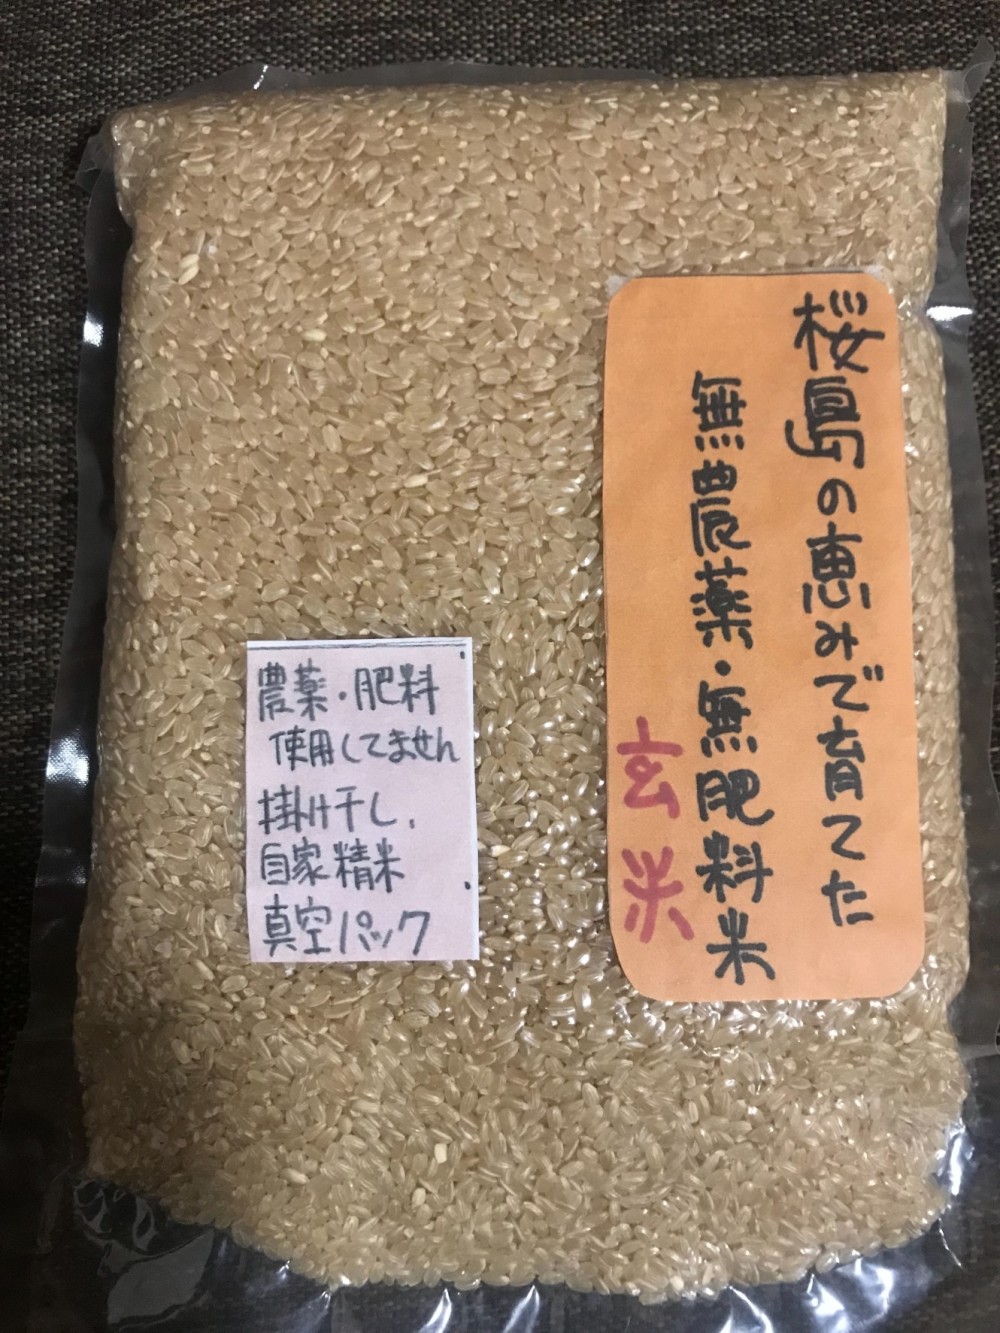 桜島の恵みで育てた
無農薬・無肥料米
玄米
農薬・肥料
使用してません
掛け干し、
自家精米
真空パック